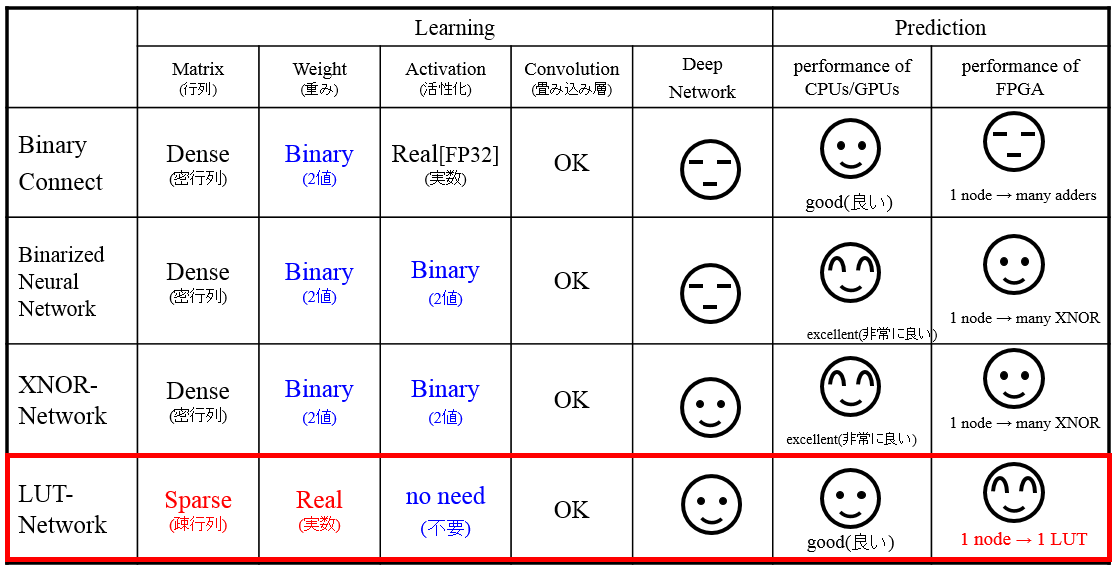 Learning
Prediction
Matrix
(行列)
Weight
(重み)
Activation
(活性化)
Convolution
(畳み込み層)
Deep
Network
performance of
CPUs/GPUs
performance of
FPGA
Binary
Connect
Dense
(密行列)
Binary
(2値)
Real[FP32]
(実数)
OK
good(良い)
1 node → many adders
Binarized
Neural
Network
Dense
(密行列)
Binary
(2値)
Binary
(2値)
OK
excellent(非常に良い)
1 node → many XNOR
XNOR-
Network
Dense
(密行列)
Binary
(2値)
Binary
(2値)
OK
excellent(非常に良い)
1 node → many XNOR
LUT-
Network
Sparse
(疎行列)
Real
(実数)
no need
(不要)
OK
good(良い)
1 node → 1 LUT